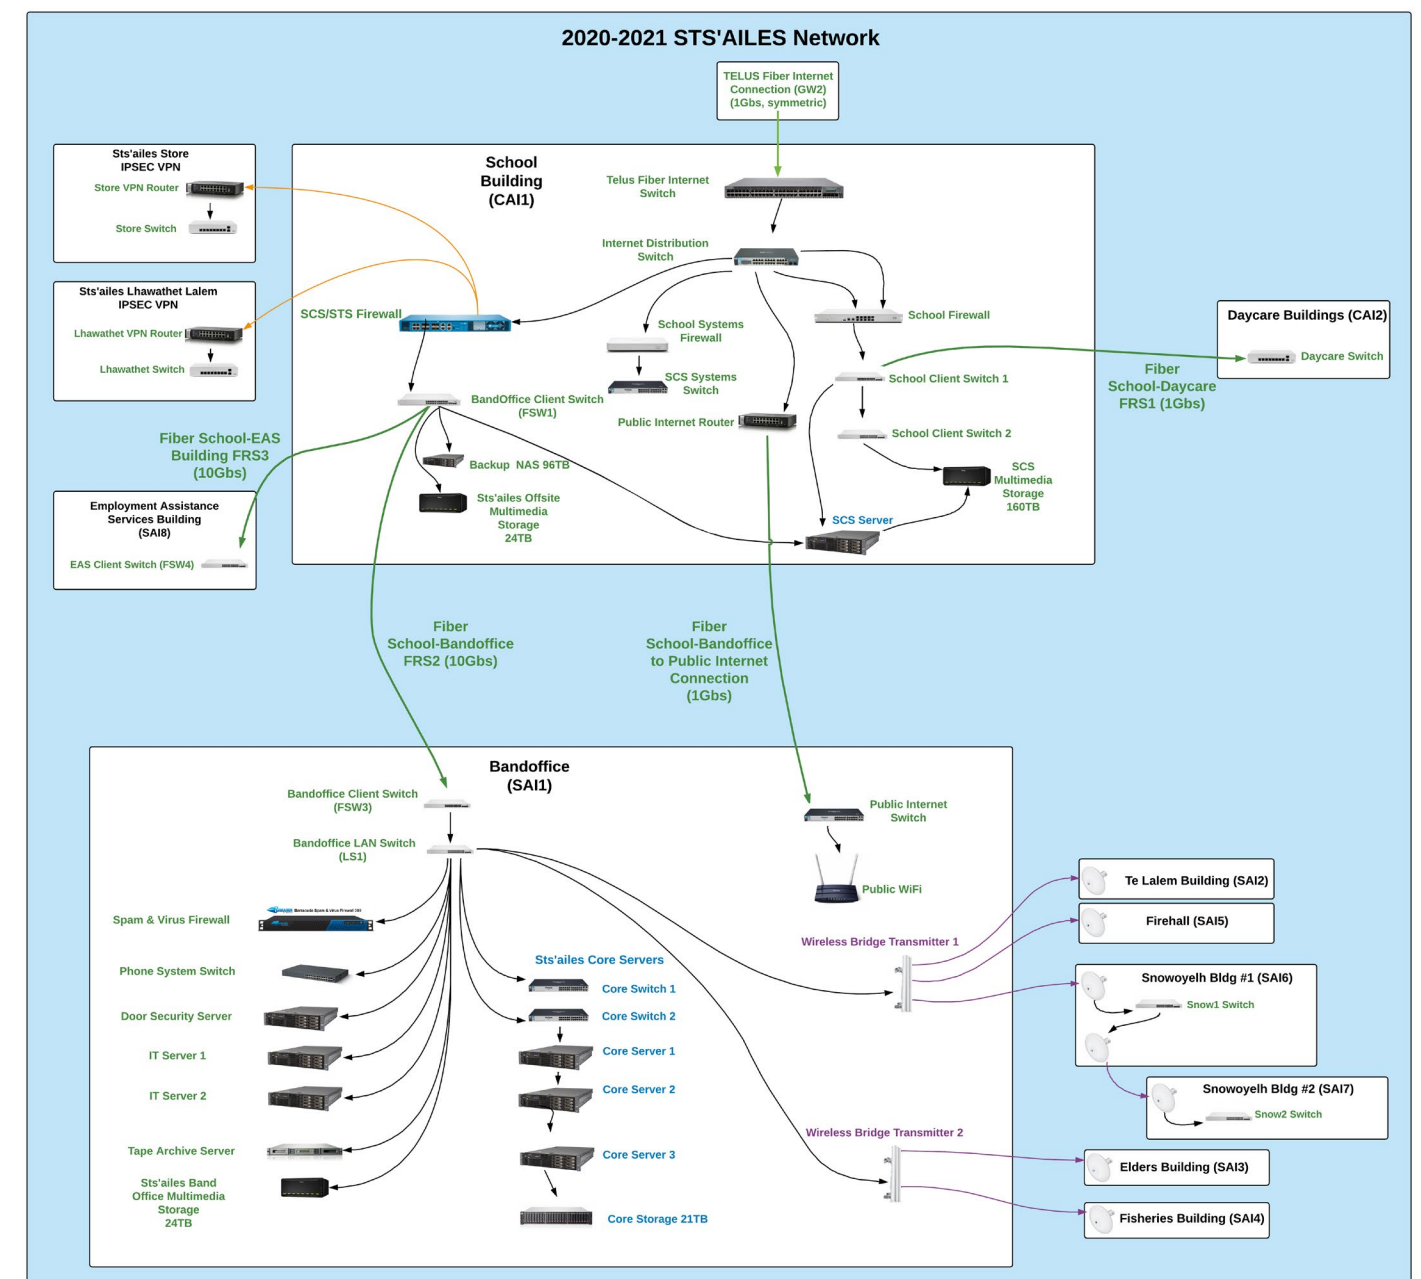 2020-2021 STS'AILES Network
TELUS Fiber Internet
Connection (GW2)
(1Gbs, symmetric)
Sts'ailes Store
IPSEC VPN
Store VPN Router
Store Switch
Sts'ailes Lhawathet Lalem
IPSEC VPN
Lhawathet VPN Router
Lhawathet Switch
School
Building
(CAI1)
Telus Fiber Internet
Switch
Internet Distribution
Switch
SCS/STS Firewall
School Systems
Firewall
SCS Systems
Switch
School Firewall
School Client Switch 1
School Client Switch 2
BandOffice Client Switch
(FSW1)
Public Internet Router
Backup NAS 96TB
Sts'ailes Offsite
Multimedia
Storage
24TB
SCS
Multimedia
Storage
160TB
SCS Server
Daycare Buildings (CAI2)
Daycare Switch
Fiber
School-Daycare
FRS1 (1Gbs)
Fiber School-EAS
Building FRS3
(10Gbs)
Employment Assistance
Services Building
(SAI8)
EAS Client Switch (FSW4)
Fiber
School-Bandoffice
FRS2 (10Gbs)
Fiber
School-Bandoffice
to Public Internet
Connection
(1Gbs)
Bandoffice
(SAI1)
Bandoffice Client Switch
(FSW3)
Bandoffice LAN Switch
(LS1)
Public Internet
Switch
Public WiFi
Spam & Virus Firewall
Barracuda Spam & Virus Firewall 300
Phone System Switch
Door Security Server
IT Server 1
IT Server 2
Tape Archive Server
Sts'ailes Band
Office Multimedia
Storage
24TB
Sts'ailes Core Servers
Core Switch 1
Core Switch 2
Core Server 1
Core Server 2
Core Server 3
Core Storage 21TB
Wireless Bridge Transmitter 1
Wireless Bridge Transmitter 2
Te Lalem Building (SAI2)
Firehall (SAI5)
Snowoyelh Bldg #1 (SAI6)
Snow1 Switch
Snowoyelh Bldg #2 (SAI7)
Snow2 Switch
Elders Building (SAI3)
Fisheries Building (SAI4)